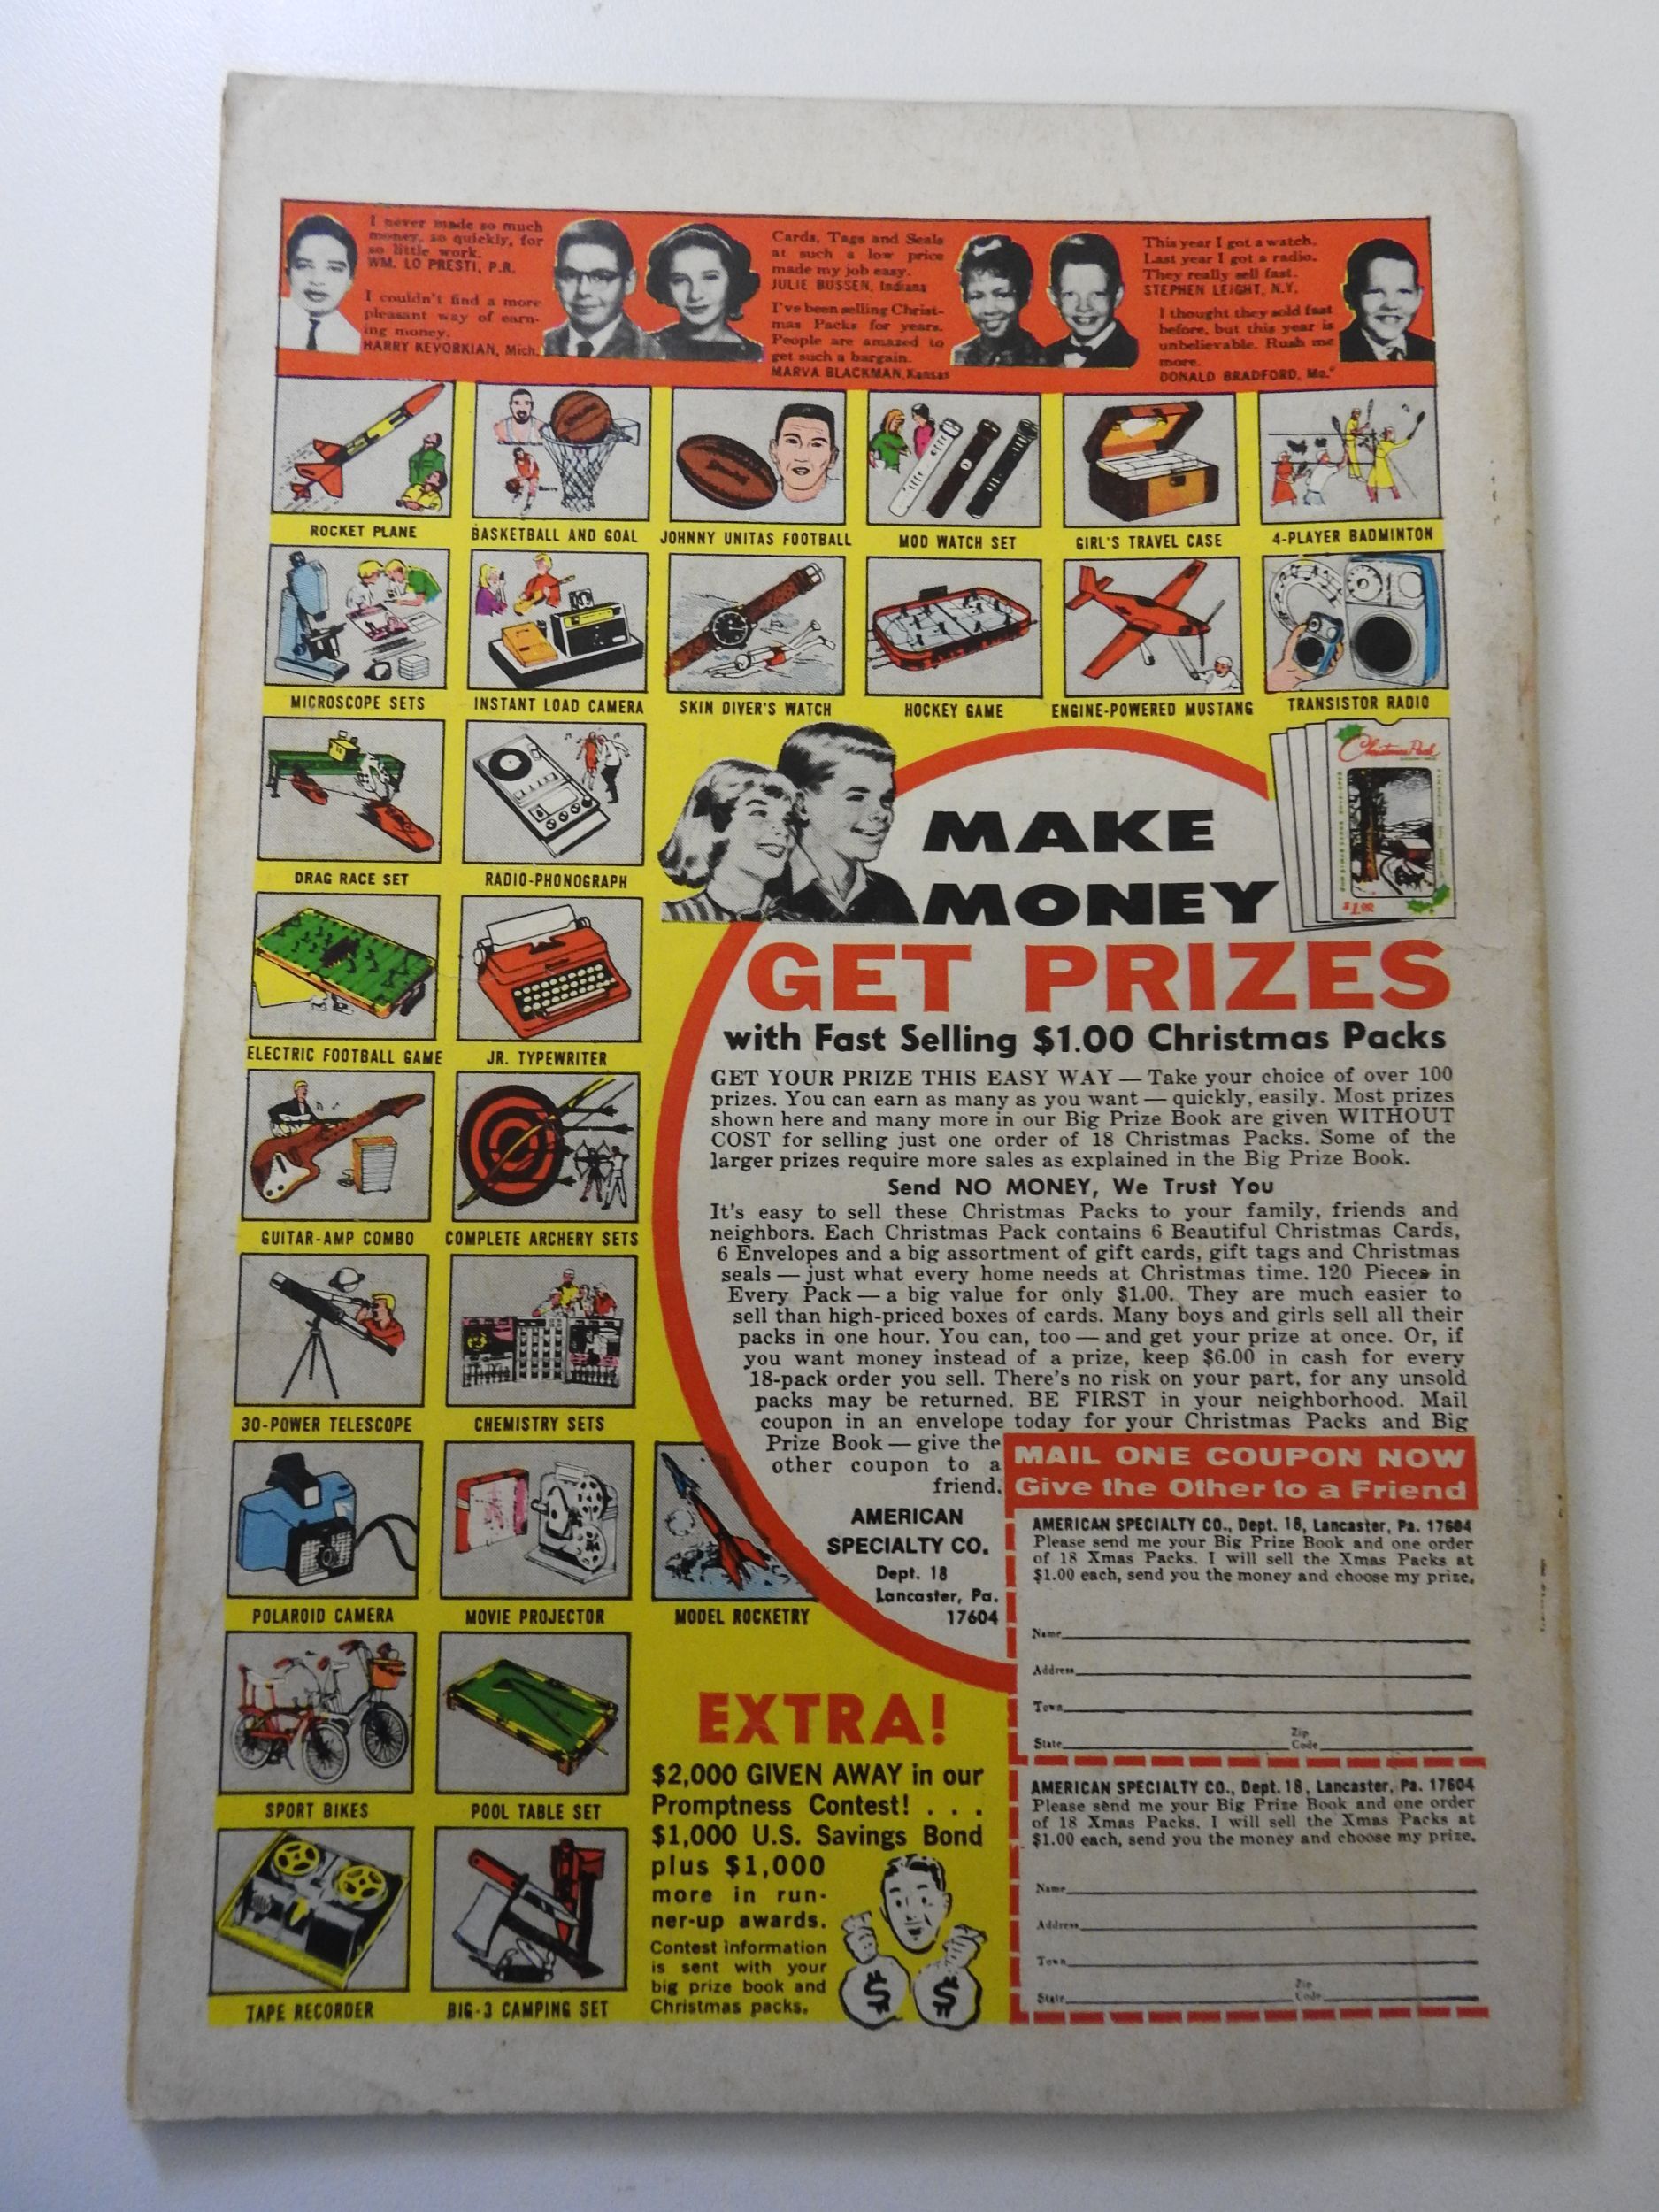 I never made so much
money, so quickly, for
so little work.
WM. LO PRESTI, P.R.
I couldn't find a more
pleasant way of earn-
ing money.
HARRY KEVORKIAN, Mich.
Cards, Tags and Seals
at such a low price
made my job easy.
JULIE BUSSEN, Indiana
I've been selling Christ-
mas Packs for years.
People are amazed to
get such a bargain.
MARVA BLACKMAN, Kansas
This year I got a watch.
Last year I got a radio.
They really sell fast.
STEPHEN LEIGHT, N.Y.
I thought they sold fast
before, but this year is
unbelievable. Rush me
more.
DONALD BRADFORD, Mo.
ROCKET PLANE
BASKETBALL AND GOAL
JOHNNY UNITAS FOOTBALL
MOD WATCH SET
GIRL'S TRAVEL CASE
4-PLAYER BADMINTON
MICROSCOPE SETS
INSTANT LOAD CAMERA
SKIN DIVER'S WATCH
HOCKEY GAME
ENGINE-POWERED MUSTANG
TRANSISTOR RADIO
DRAG RACE SET
RADIO-PHONOGRAPH
ELECTRIC FOOTBALL GAME
JR. TYPEWRITER
GUITAR-AMP COMBO
COMPLETE ARCHERY SETS
30-POWER TELESCOPE
CHEMISTRY SETS
POLAROID CAMERA
MOVIE PROJECTOR
MODEL ROCKETRY
SPORT BIKES
POOL TABLE SET
TAPE RECORDER
BIG-3 CAMPING SET
Christmas Pack
$1.00
MAKE
MONEY
GET PRIZES
with Fast Selling $1.00 Christmas Packs
GET YOUR PRIZE THIS EASY WAY — Take your choice of over 100
prizes. You can earn as many as you want — quickly, easily. Most prizes
shown here and many more in our Big Prize Book are given WITHOUT
COST for selling just one order of 18 Christmas Packs. Some of the
larger prizes require more sales as explained in the Big Prize Book.
Send NO MONEY, We Trust You
It's easy to sell these Christmas Packs to your family, friends and
neighbors. Each Christmas Pack contains 6 Beautiful Christmas Cards,
6 Envelopes and a big assortment of gift cards, gift tags and Christmas
seals — just what every home needs at Christmas time. 120 Pieces in
Every Pack — a big value for only $1.00. They are much easier to
sell than high-priced boxes of cards. Many boys and girls sell all their
packs in one hour. You can, too — and get your prize at once. Or, if
you want money instead of a prize, keep $6.00 in cash for every
18-pack order you sell. There's no risk on your part, for any unsold
packs may be returned. BE FIRST in your neighborhood. Mail
coupon in an envelope today for your Christmas Packs and Big
Prize Book — give the
other coupon to a
friend.
AMERICAN
SPECIALTY CO.
Dept. 18
Lancaster, Pa.
17604
EXTRA!
$2,000 GIVEN AWAY in our
Promptness Contest! . . .
$1,000 U.S. Savings Bond
plus $1,000
more in run-
ner-up awards.
Contest information
is sent with your
big prize book and
Christmas packs.
$ $
MAIL ONE COUPON NOW
Give the Other to a Friend
AMERICAN SPECIALTY CO., Dept. 18, Lancaster, Pa. 17604
Please send me your Big Prize Book and one order
of 18 Xmas Packs. I will sell the Xmas Packs at
$1.00 each, send you the money and choose my prize.
Name
Address
Town
State Zip Code
AMERICAN SPECIALTY CO., Dept. 18, Lancaster, Pa. 17604
Please send me your Big Prize Book and one order
of 18 Xmas Packs. I will sell the Xmas Packs at
$1.00 each, send you the money and choose my prize.
Name
Address
Town
State Zip Code